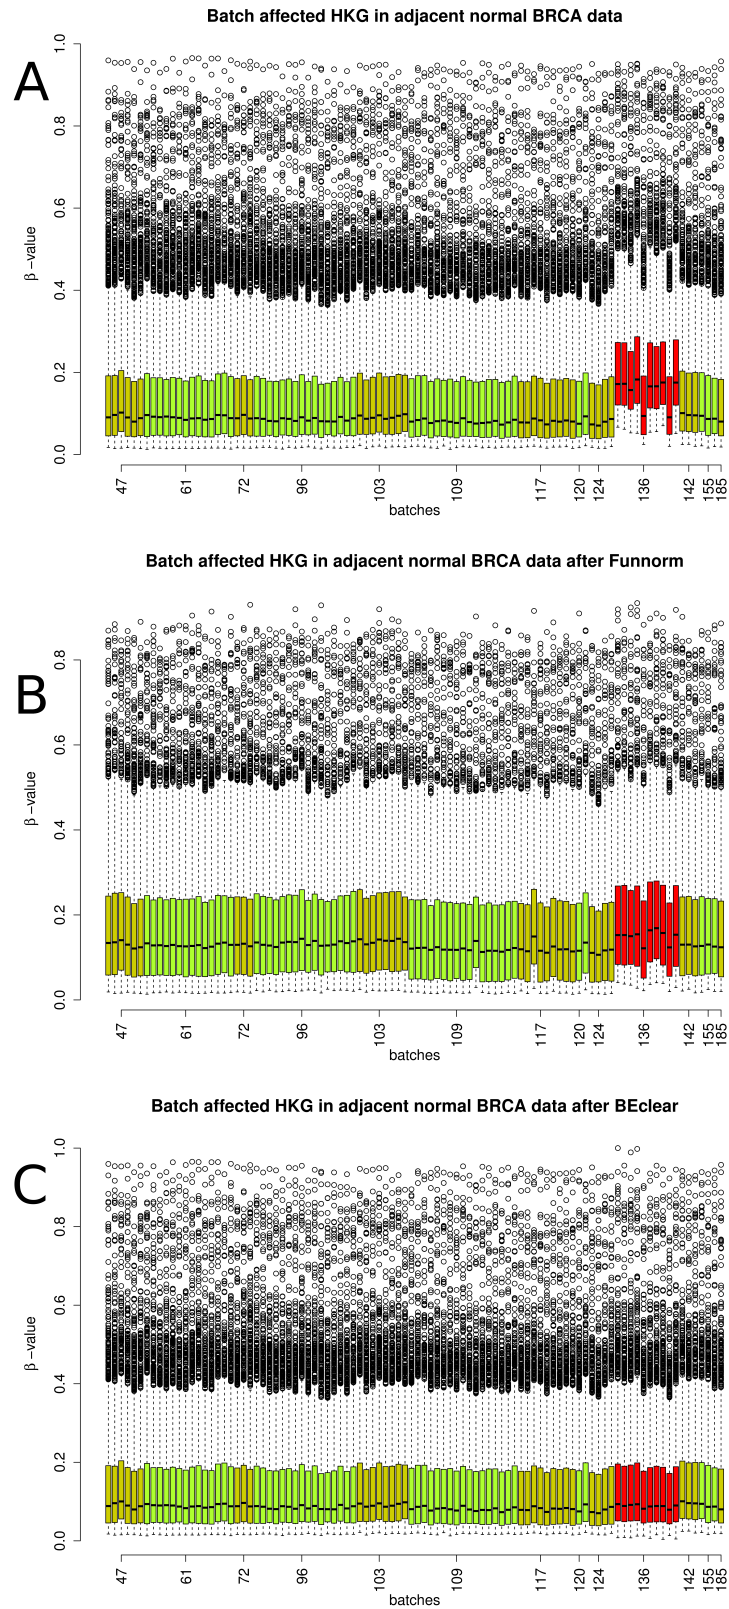 Batch affected HKG in adjacent normal BRCA data
A
1.0
0.8
0.6
0.4
0.2
0.0
β −value
47 61 72 96 103 109 117 120 124 136 142 155 185
batches
Batch affected HKG in adjacent normal BRCA data after Funnorm
B
0.8
0.6
0.4
0.2
0.0
β −value
47 61 72 96 103 109 117 120 124 136 142 155 185
batches
Batch affected HKG in adjacent normal BRCA data after BEclear
C
1.0
0.8
0.6
0.4
0.2
0.0
β −value
47 61 72 96 103 109 117 120 124 136 142 155 185
batches